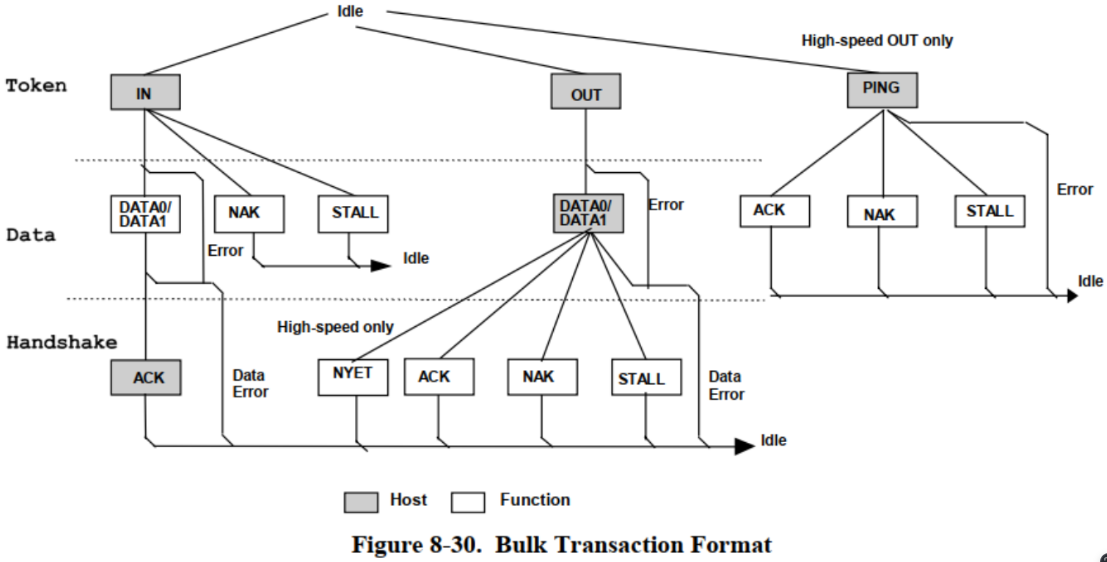 Idle
High-speed OUT only
Token
IN
OUT
PING
Error
DATA0/
DATA1
NAK
STALL
DATA0/
DATA1
Error
ACK
NAK
STALL
Data
Error
Idle
Idle
High-speed only
Handshake
ACK
Data
Error
NYET
ACK
NAK
STALL
Data
Error
Idle
Host
Function
Figure 8-30. Bulk Transaction Format